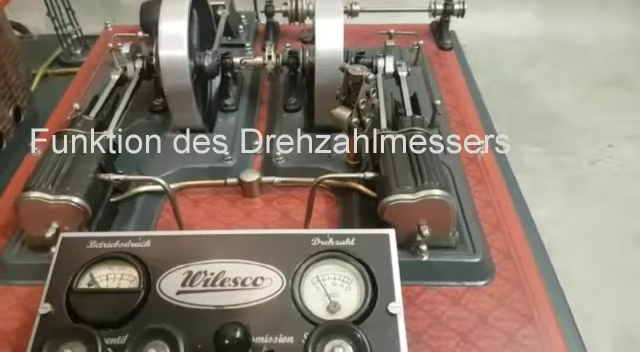 Funktion des Drehzahlmessers
Betriebsdruck Drehzahl
Wilesco